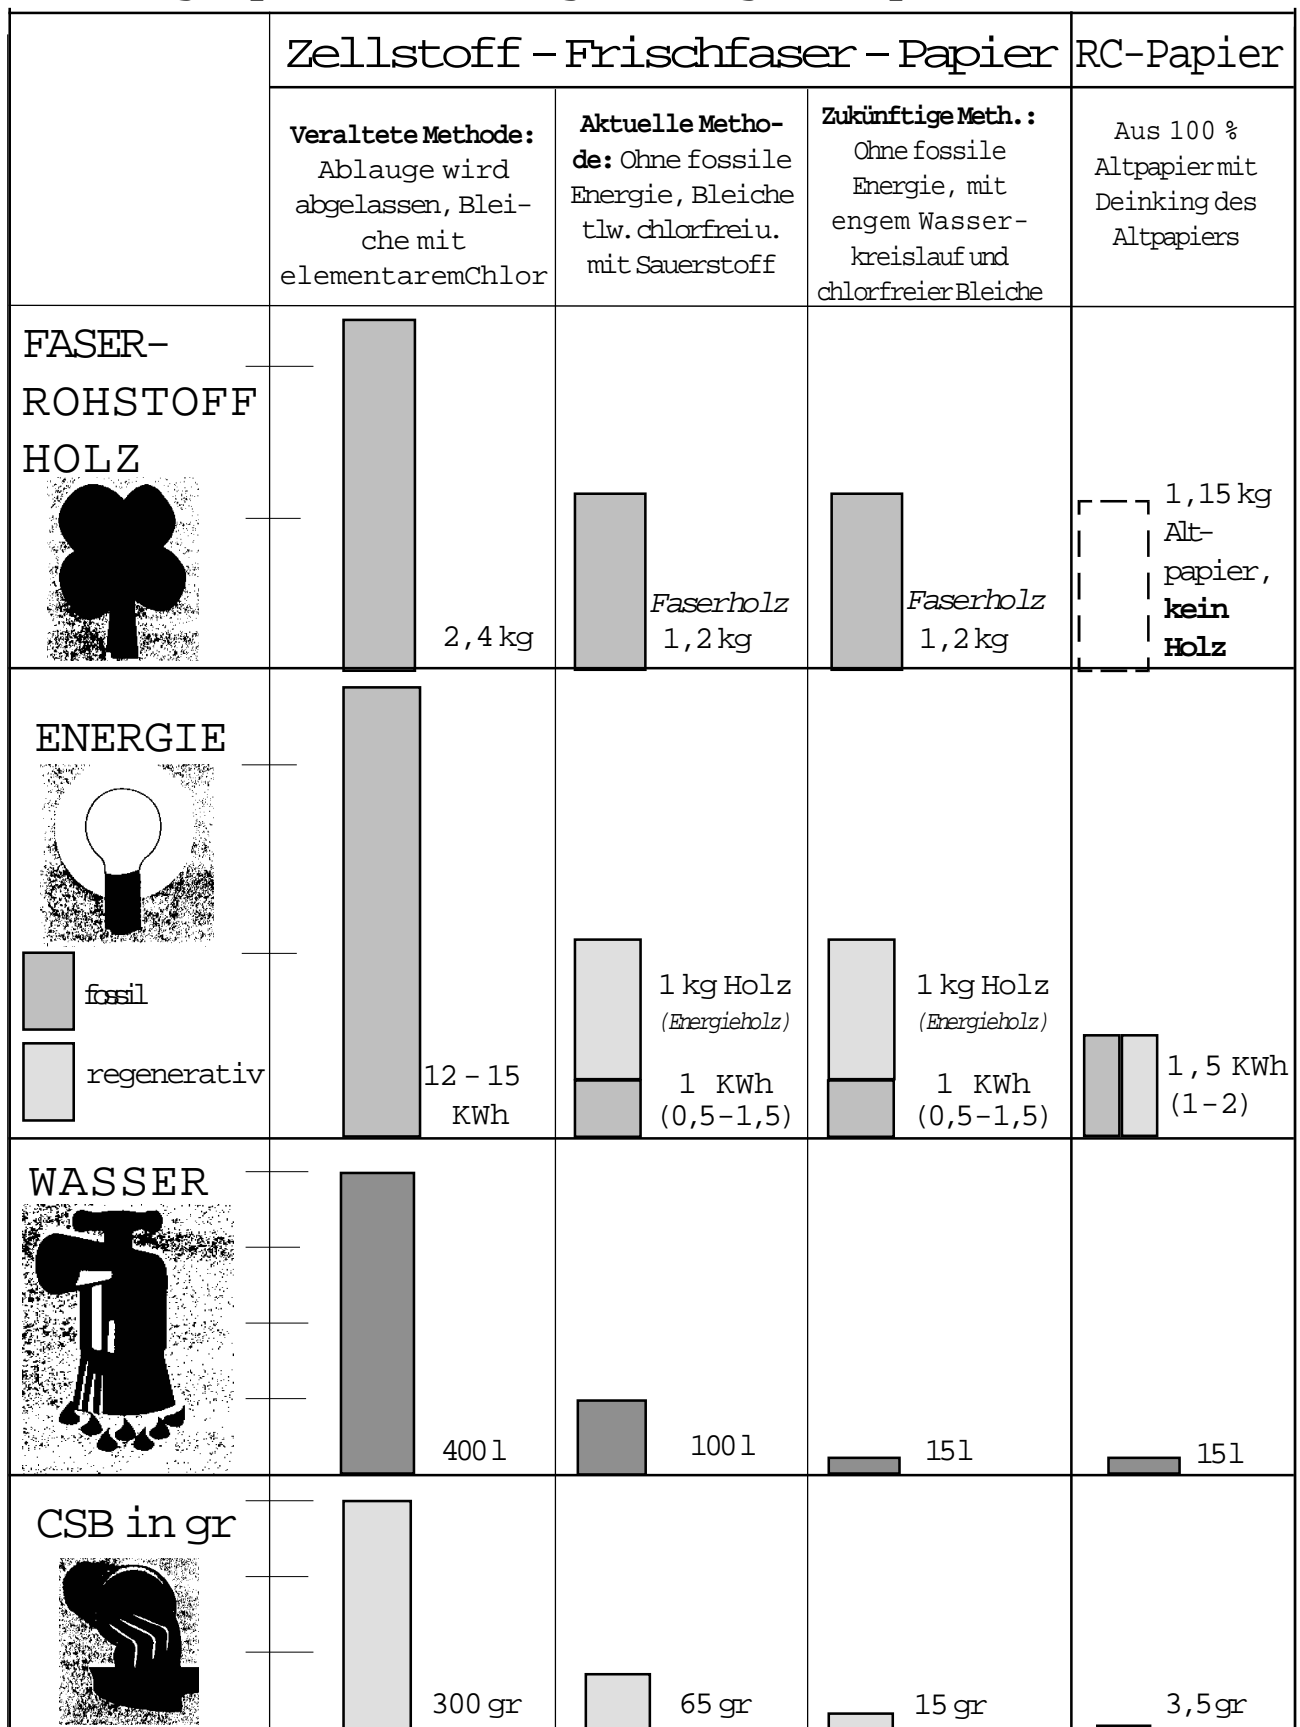 Zellstoff-Frischfaser-Papier
RC-Papier
Veraltete Methode:
Ablauge wird
abgelassen, Blei-
che mit
elementarem Chlor
Aktuelle Metho-
de: Ohne fossile
Energie, Bleiche
tlw. chlorfrei u.
mit Sauerstoff
Zukünftige Meth.:
Ohne fossile
Energie, mit
engem Wasser-
kreislauf und
chlorfreier Bleiche
Aus 100 %
Altpapier mit
Deinking des
Altpapiers
FASER-
ROHSTOFF
HOLZ
2,4 kg
Faserholz
1,2 kg
Faserholz
1,2 kg
1,15 kg
Alt-
papier,
kein
Holz
ENERGIE
fossil
regenerativ
12 – 15
KWh
1 kg Holz
(Energieholz)
1 KWh
(0,5–1,5)
1 kg Holz
(Energieholz)
1 KWh
(0,5–1,5)
1,5 KWh
(1–2)
WASSER
400 l
100 l
15 l
15 l
CSB in gr
300 gr
65 gr
15 gr
3,5 gr